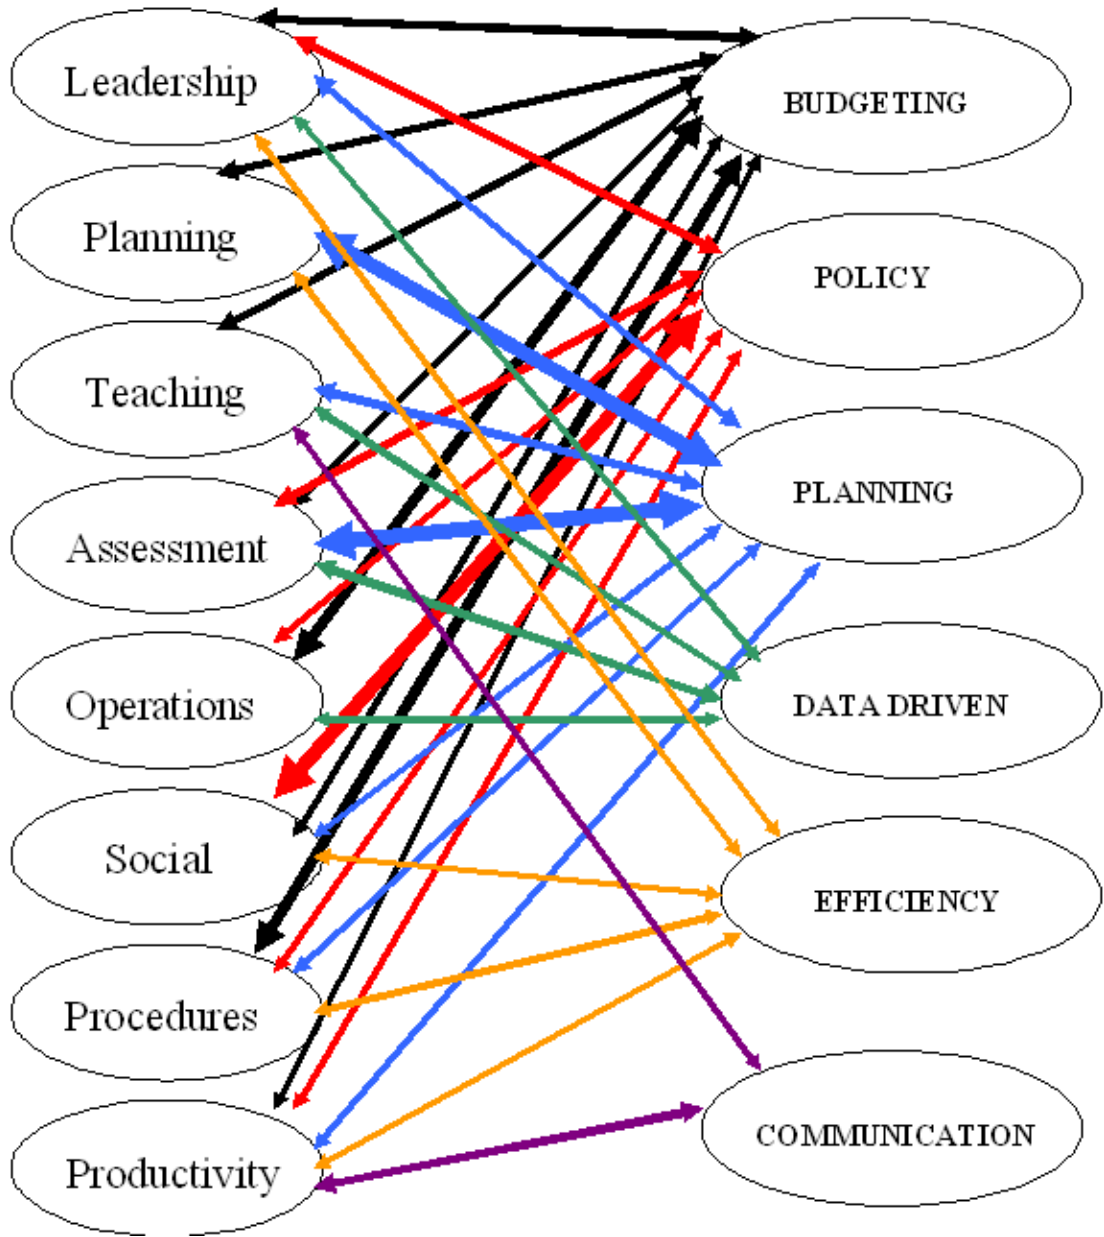 Leadership
Planning
Teaching
Assessment
Operations
Social
Procedures
Productivity
BUDGETING
POLICY
PLANNING
DATA DRIVEN
EFFICIENCY
COMMUNICATION